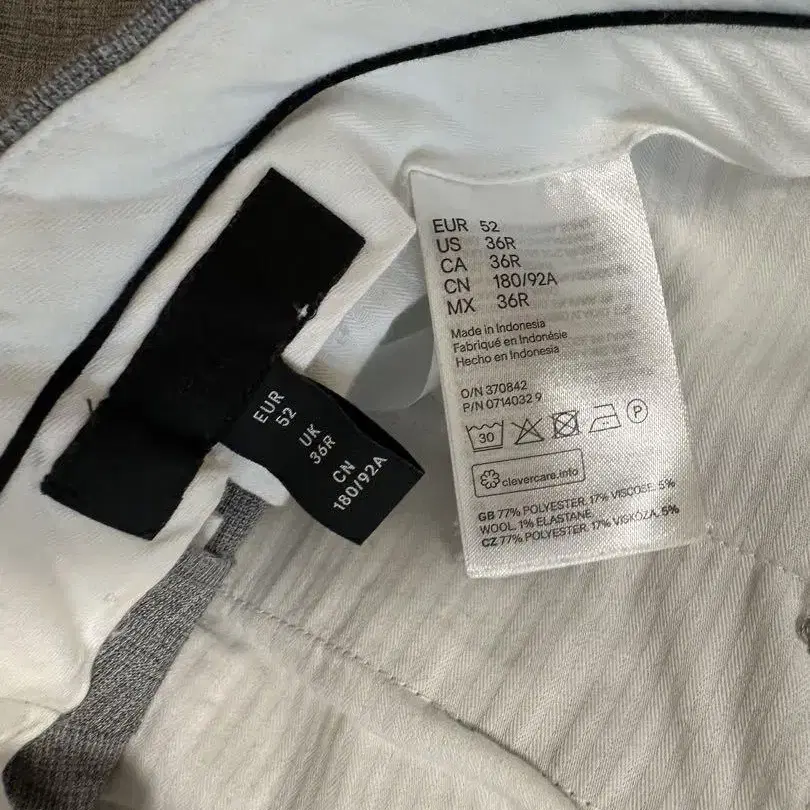 EUR
52
UK
36R
CN
180/92A
EUR 52
US 36R
CA 36R
CN 180/92A
MX 36R
Made in Indonesia
Fabriqué en Indonésie
Hecho en Indonesia
O/N 370842
P/N 0714032 9
30
P
clevercare.info
GB 77% POLYESTER. 17% VISCOSE. 5%
WOOL. 1% ELASTANE.
CZ 77% POLYESTER. 17% VISKÓZA. 5%